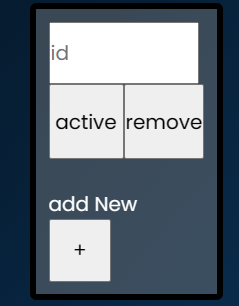 id
active remove
add New
+